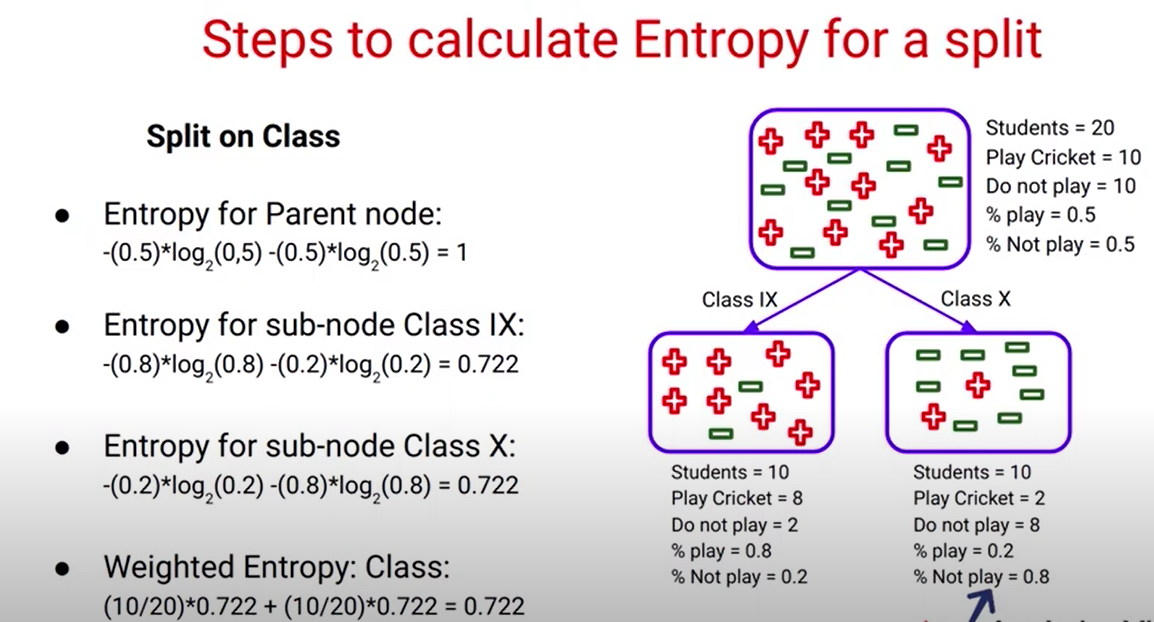 Steps to calculate Entropy for a split
Split on Class
● Entropy for Parent node:
-(0.5)*log₂(0,5) -(0.5)*log₂(0.5) = 1
● Entropy for sub-node Class IX:
-(0.8)*log₂(0.8) -(0.2)*log₂(0.2) = 0.722
● Entropy for sub-node Class X:
-(0.2)*log₂(0.2) -(0.8)*log₂(0.8) = 0.722
● Weighted Entropy: Class:
(10/20)*0.722 + (10/20)*0.722 = 0.722
Students = 20
Play Cricket = 10
Do not play = 10
% play = 0.5
% Not play = 0.5
Class IX
Class X
Students = 10
Play Cricket = 8
Do not play = 2
% play = 0.8
% Not play = 0.2
Students = 10
Play Cricket = 2
Do not play = 8
% play = 0.2
% Not play = 0.8